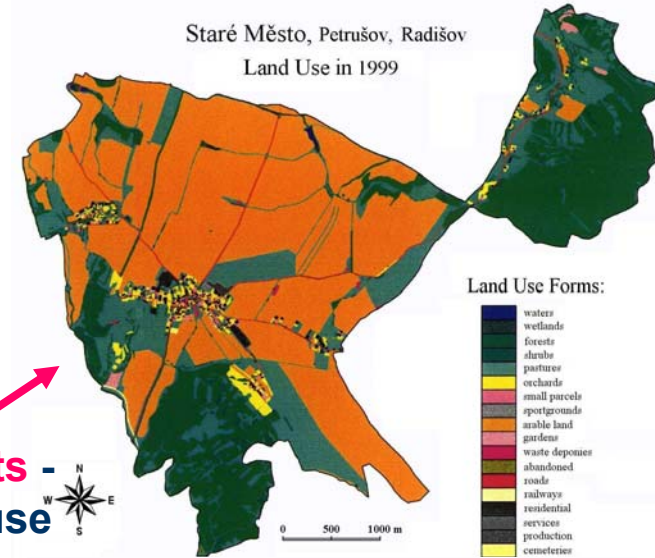 Staré Město, Petrušov, Radišov
Land Use in 1999
Land Use Forms:
waters
wetlands
forests
shrubs
pastures
orchards
small parcels
sportgrounds
arable land
gardens
waste deponies
abandoned
roads
railways
residential
services
production
cemeteries
ts -
use
N
W E
S
0 500 1000 m